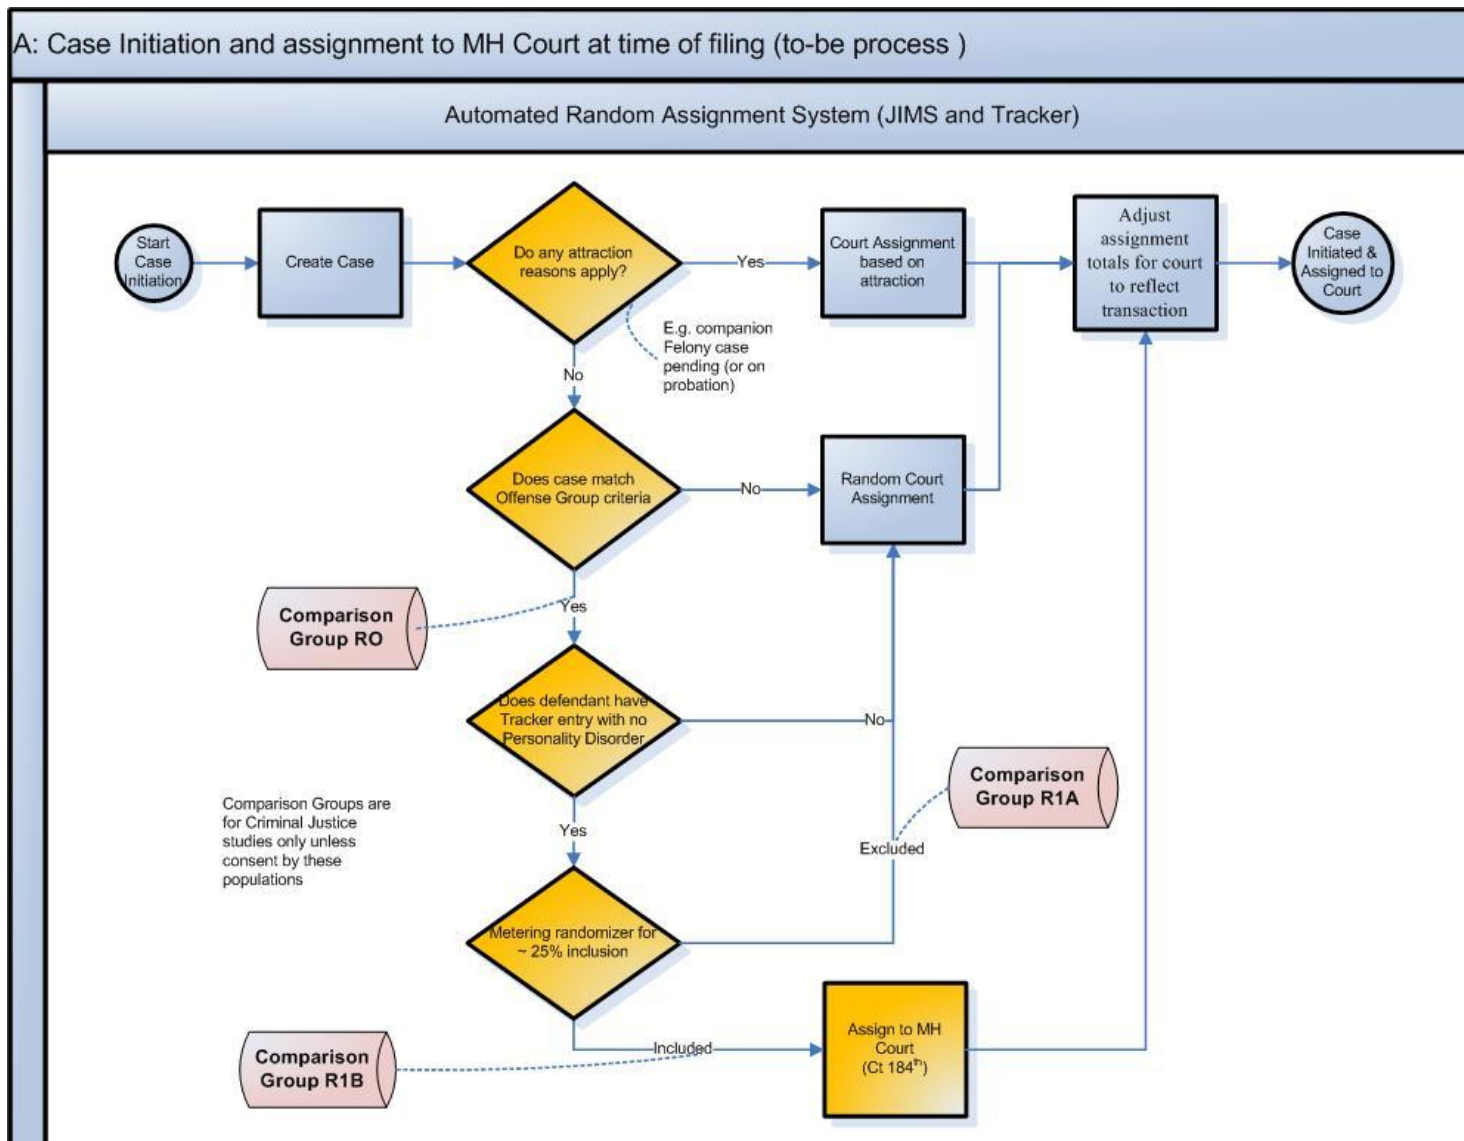 A: Case Initiation and assignment to MH Court at time of filing (to-be process )
Automated Random Assignment System (JIMS and Tracker)
Start
Case
Initiation
Create Case
Do any attraction
reasons apply?
Yes
Court Assignment
based on
attraction
Adjust
assignment
totals for court
to reflect
transaction
Case
Initiated &
Assigned to
Court
E.g. companion
Felony case
pending (or on
probation)
No
Does case match
Offense Group criteria
No
Random Court
Assignment
Comparison
Group RO
Yes
Does defendant have
Tracker entry with no
Personality Disorder
No
Comparison
Group R1A
Comparison Groups are
for Criminal Justice
studies only unless
consent by these
populations
Yes
Excluded
Metering randomizer for
~ 25% inclusion
Included
Assign to MH
Court
(Ct 184th)
Comparison
Group R1B